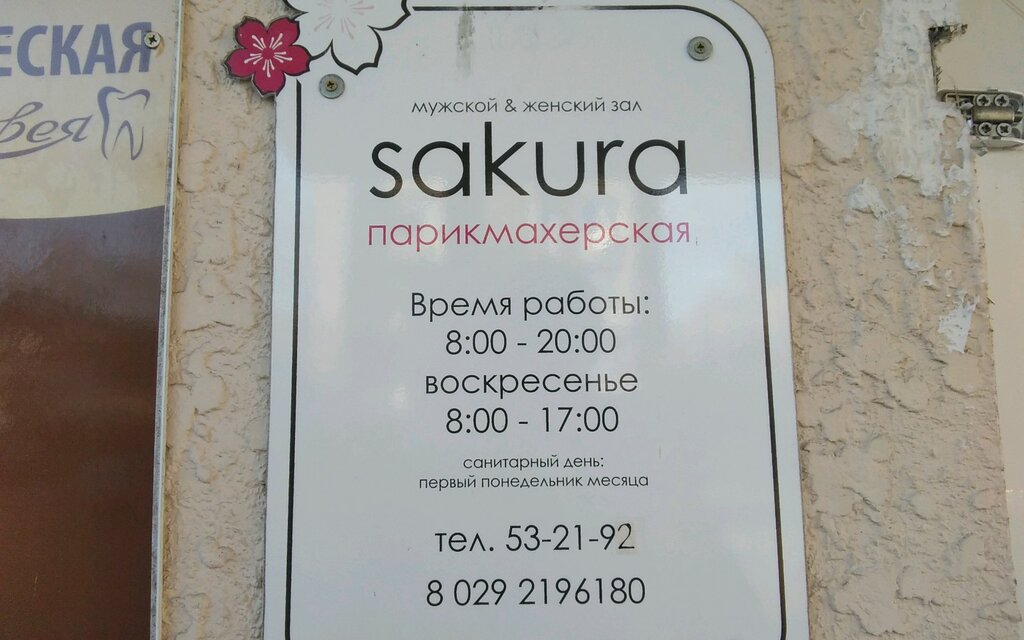 ЕСКАЯ
вея
мужской & женский зал
sakura
парикмахерская
Время работы:
8:00 - 20:00
воскресенье
8:00 - 17:00
санитарный день:
первый понедельник месяца
тел. 53-21-92
8 029 2196180